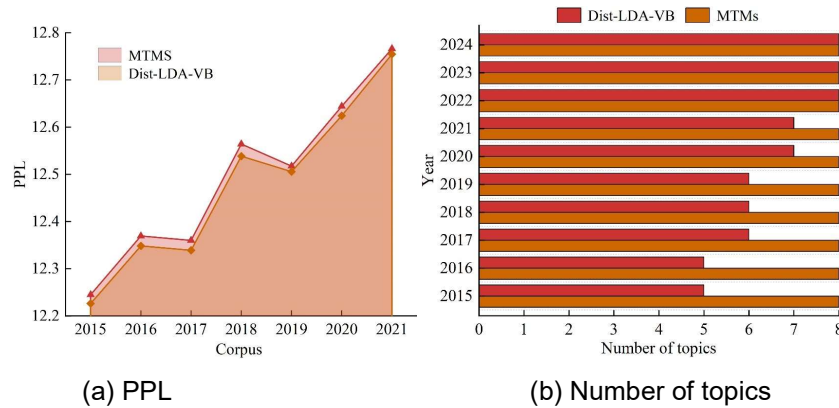 MTMS
Dist-LDA-VB
12.8
12.7
12.6
12.5
12.4
12.3
12.2
PPL
2015 2016 2017 2018 2019 2020 2021
Corpus
(a) PPL
Dist-LDA-VB MTMs
2024
2023
2022
2021
2020
2019
2018
2017
2016
2015
Year
0 1 2 3 4 5 6 7 8
Number of topics
(b) Number of topics